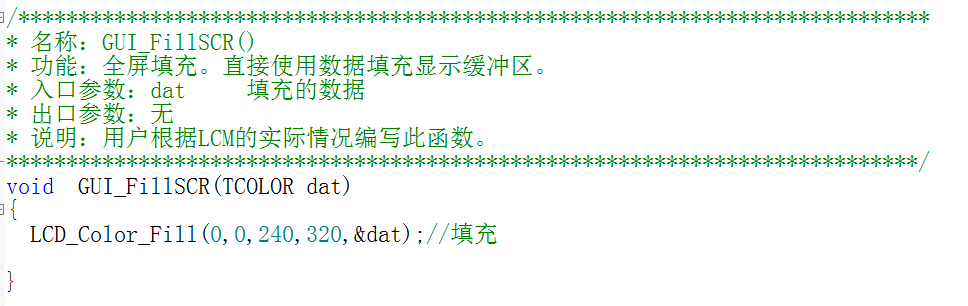 /****************************************************************************
* 名称：GUI_FillSCR()
* 功能：全屏填充。直接使用数据填充显示缓冲区。
* 入口参数：dat     填充的数据
* 出口参数：无
* 说明：用户根据LCM的实际情况编写此函数。
****************************************************************************/
void  GUI_FillSCR(TCOLOR dat)
{
  LCD_Color_Fill(0,0,240,320,&dat);//填充
}